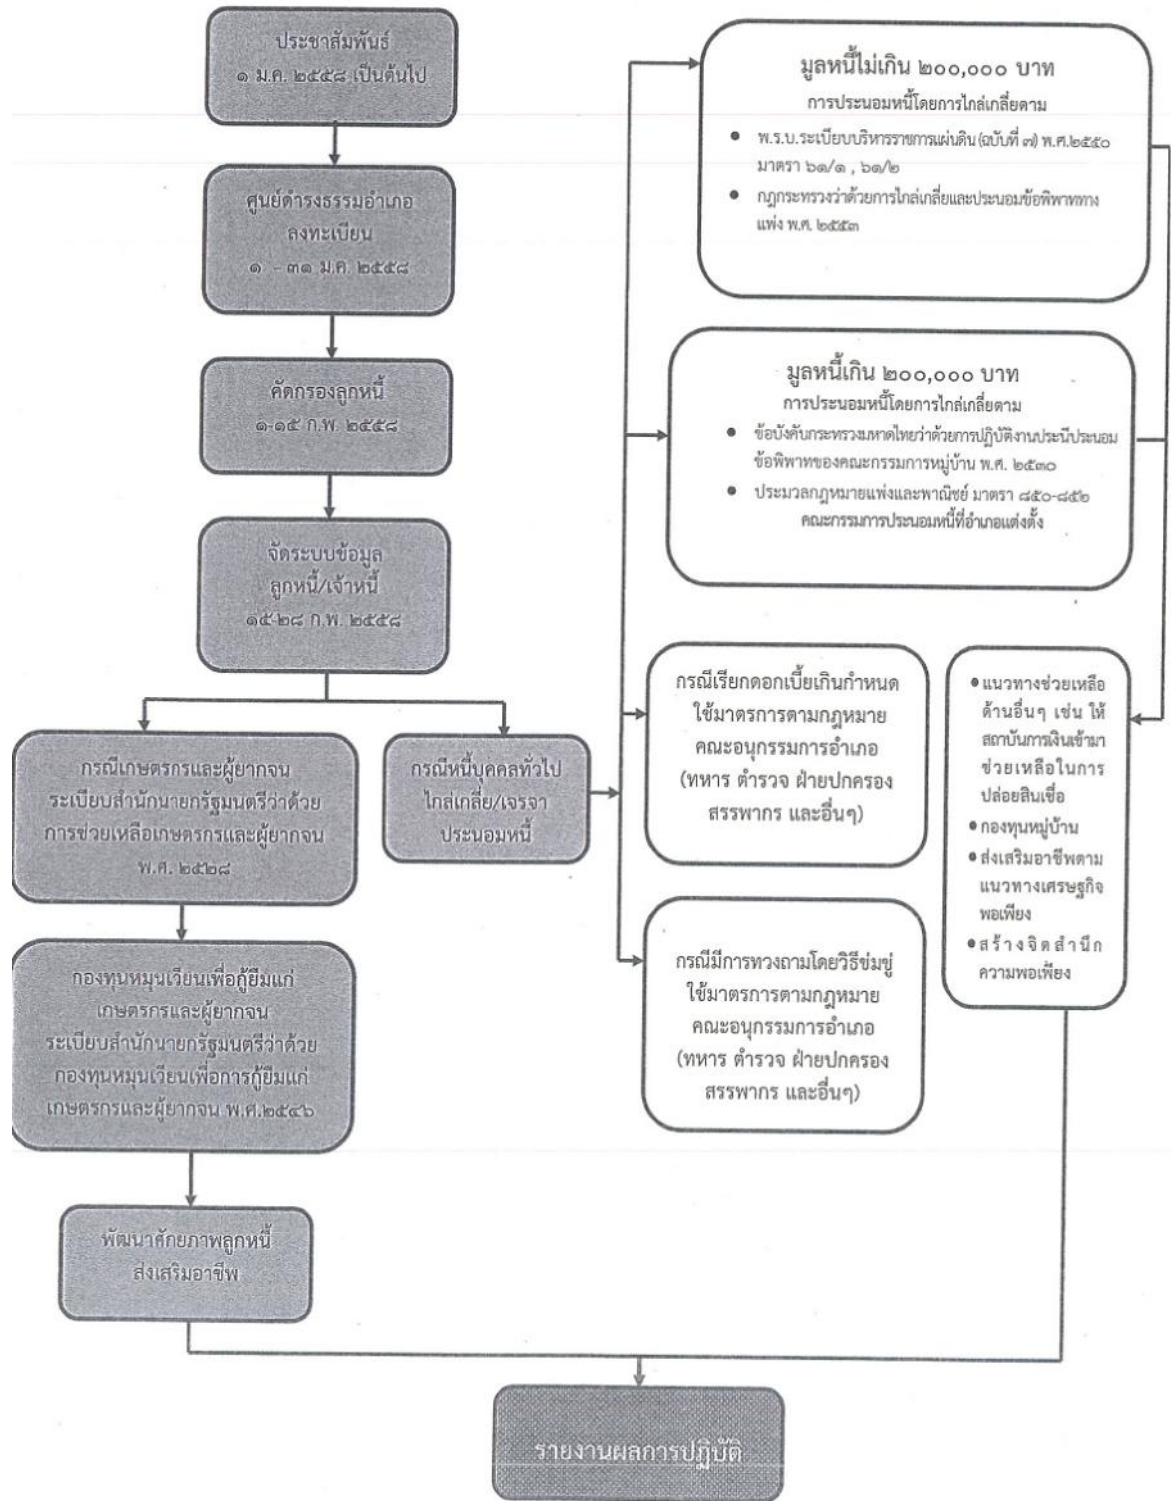 ประชาสัมพันธ์
๑ ม.ค. ๒๕๕๘ เป็นต้นไป
ศูนย์ดำรงธรรมอำเภอ
ลงทะเบียน
๑ - ๓๑ ม.ค. ๒๕๕๘
คัดกรองลูกหนี้
๑-๑๕ ก.พ. ๒๕๕๘
จัดระบบข้อมูล
ลูกหนี้/เจ้าหนี้
๑๕-๒๘ ก.พ. ๒๕๕๘
กรณีเกษตรกรและผู้ยากจน
ระเบียบสำนักนายกรัฐมนตรีว่าด้วย
การช่วยเหลือเกษตรกรและผู้ยากจน
พ.ศ. ๒๕๒๘
กองทุนหมุนเวียนเพื่อกู้ยืมแก่
เกษตรกรและผู้ยากจน
ระเบียบสำนักนายกรัฐมนตรีว่าด้วย
กองทุนหมุนเวียนเพื่อการกู้ยืมแก่
เกษตรกรและผู้ยากจน พ.ศ.๒๕๔๖
พัฒนาศักยภาพลูกหนี้
ส่งเสริมอาชีพ
กรณีหนี้บุคคลทั่วไป
ไกล่เกลี่ย/เจรจา
ประนอมหนี้
มูลหนี้ไม่เกิน ๒๐๐,๐๐๐ บาท
การประนอมหนี้โดยการไกล่เกลี่ยตาม
● พ.ร.บ.ระเบียบบริหารราชการแผ่นดิน (ฉบับที่ ๗) พ.ศ.๒๕๕๐
มาตรา ๖๑/๑ , ๖๑/๒
● กฎกระทรวงว่าด้วยการไกล่เกลี่ยและประนอมข้อพิพาททาง
แพ่ง พ.ศ. ๒๕๕๓
มูลหนี้เกิน ๒๐๐,๐๐๐ บาท
การประนอมหนี้โดยการไกล่เกลี่ยตาม
● ข้อบังคับกระทรวงมหาดไทยว่าด้วยการปฏิบัติงานประนีประนอม
ข้อพิพาทของคณะกรรมการหมู่บ้าน พ.ศ. ๒๕๓๐
● ประมวลกฎหมายแพ่งและพาณิชย์ มาตรา ๘๕๐-๘๕๒
คณะกรรมการประนอมหนี้ที่อำเภอแต่งตั้ง
กรณีเรียกดอกเบี้ยเกินกำหนด
ใช้มาตรการตามกฎหมาย
คณะอนุกรรมการอำเภอ
(ทหาร ตำรวจ ฝ่ายปกครอง
สรรพากร และอื่นๆ)
กรณีมีการทวงถามโดยวิธีข่มขู่
ใช้มาตรการตามกฎหมาย
คณะอนุกรรมการอำเภอ
(ทหาร ตำรวจ ฝ่ายปกครอง
สรรพากร และอื่นๆ)
● แนวทางช่วยเหลือ
ด้านอื่นๆ เช่น ให้
สถาบันการเงินเข้ามา
ช่วยเหลือในการ
ปล่อยสินเชื่อ
● กองทุนหมู่บ้าน
● ส่งเสริมอาชีพตาม
แนวทางเศรษฐกิจ
พอเพียง
● สร้างจิตสำนึก
ความพอเพียง
รายงานผลการปฏิบัติ